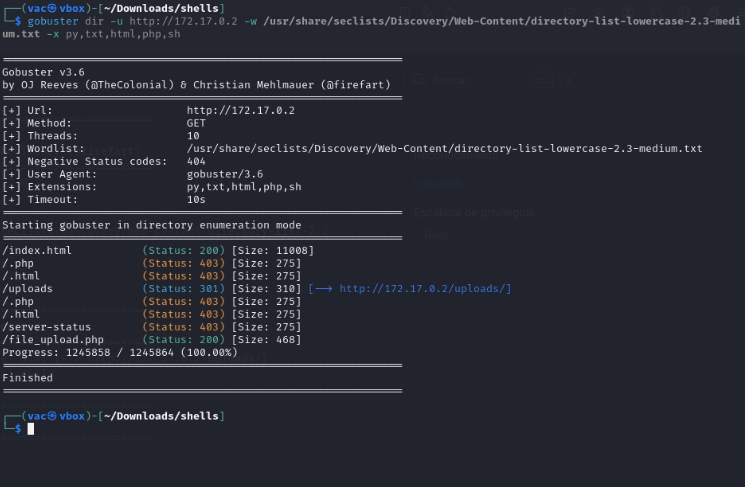 ┌──(vac㉿vbox)-[~/Downloads/shells]
└─$ gobuster dir -u http://172.17.0.2 -w /usr/share/seclists/Discovery/Web-Content/directory-list-lowercase-2.3-medi
um.txt -x py,txt,html,php,sh
===============================================================
Gobuster v3.6
by OJ Reeves (@TheColonial) & Christian Mehlmauer (@firefart)
===============================================================
[+] Url:                     http://172.17.0.2
[+] Method:                  GET
[+] Threads:                 10
[+] Wordlist:                /usr/share/seclists/Discovery/Web-Content/directory-list-lowercase-2.3-medium.txt
[+] Negative Status codes:   404
[+] User Agent:              gobuster/3.6
[+] Extensions:              py,txt,html,php,sh
[+] Timeout:                 10s
===============================================================
Starting gobuster in directory enumeration mode
===============================================================
/index.html           (Status: 200) [Size: 11008]
/.php                 (Status: 403) [Size: 275]
/.html                (Status: 403) [Size: 275]
/uploads              (Status: 301) [Size: 310] [--> http://172.17.0.2/uploads/]
/.php                 (Status: 403) [Size: 275]
/.html                (Status: 403) [Size: 275]
/server-status        (Status: 403) [Size: 275]
/file_upload.php      (Status: 200) [Size: 468]
Progress: 1245858 / 1245864 (100.00%)
===============================================================
Finished
===============================================================
┌──(vac㉿vbox)-[~/Downloads/shells]
└─$
Buscar...
Escalada de privilegios